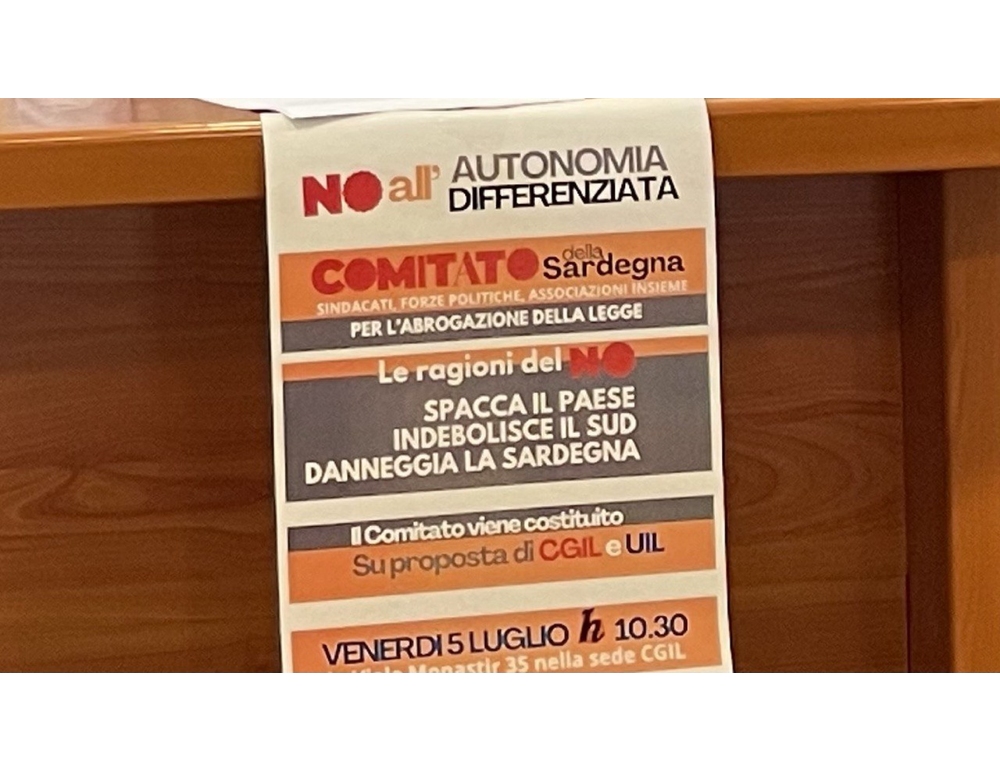 NO all' AUTONOMIA
DIFFERENZIATA
COMITATO della Sardegna
SINDACATI, FORZE POLITICHE, ASSOCIAZIONI INSIEME
PER L'ABROGAZIONE DELLA LEGGE
Le ragioni del NO
SPACCA IL PAESE
INDEBOLISCE IL SUD
DANNEGGIA LA SARDEGNA
Il Comitato viene costituito
Su proposta di CGIL e UIL
VENERDI 5 LUGLIO h 10.30
Viale Monastir 35 nella sede CGIL